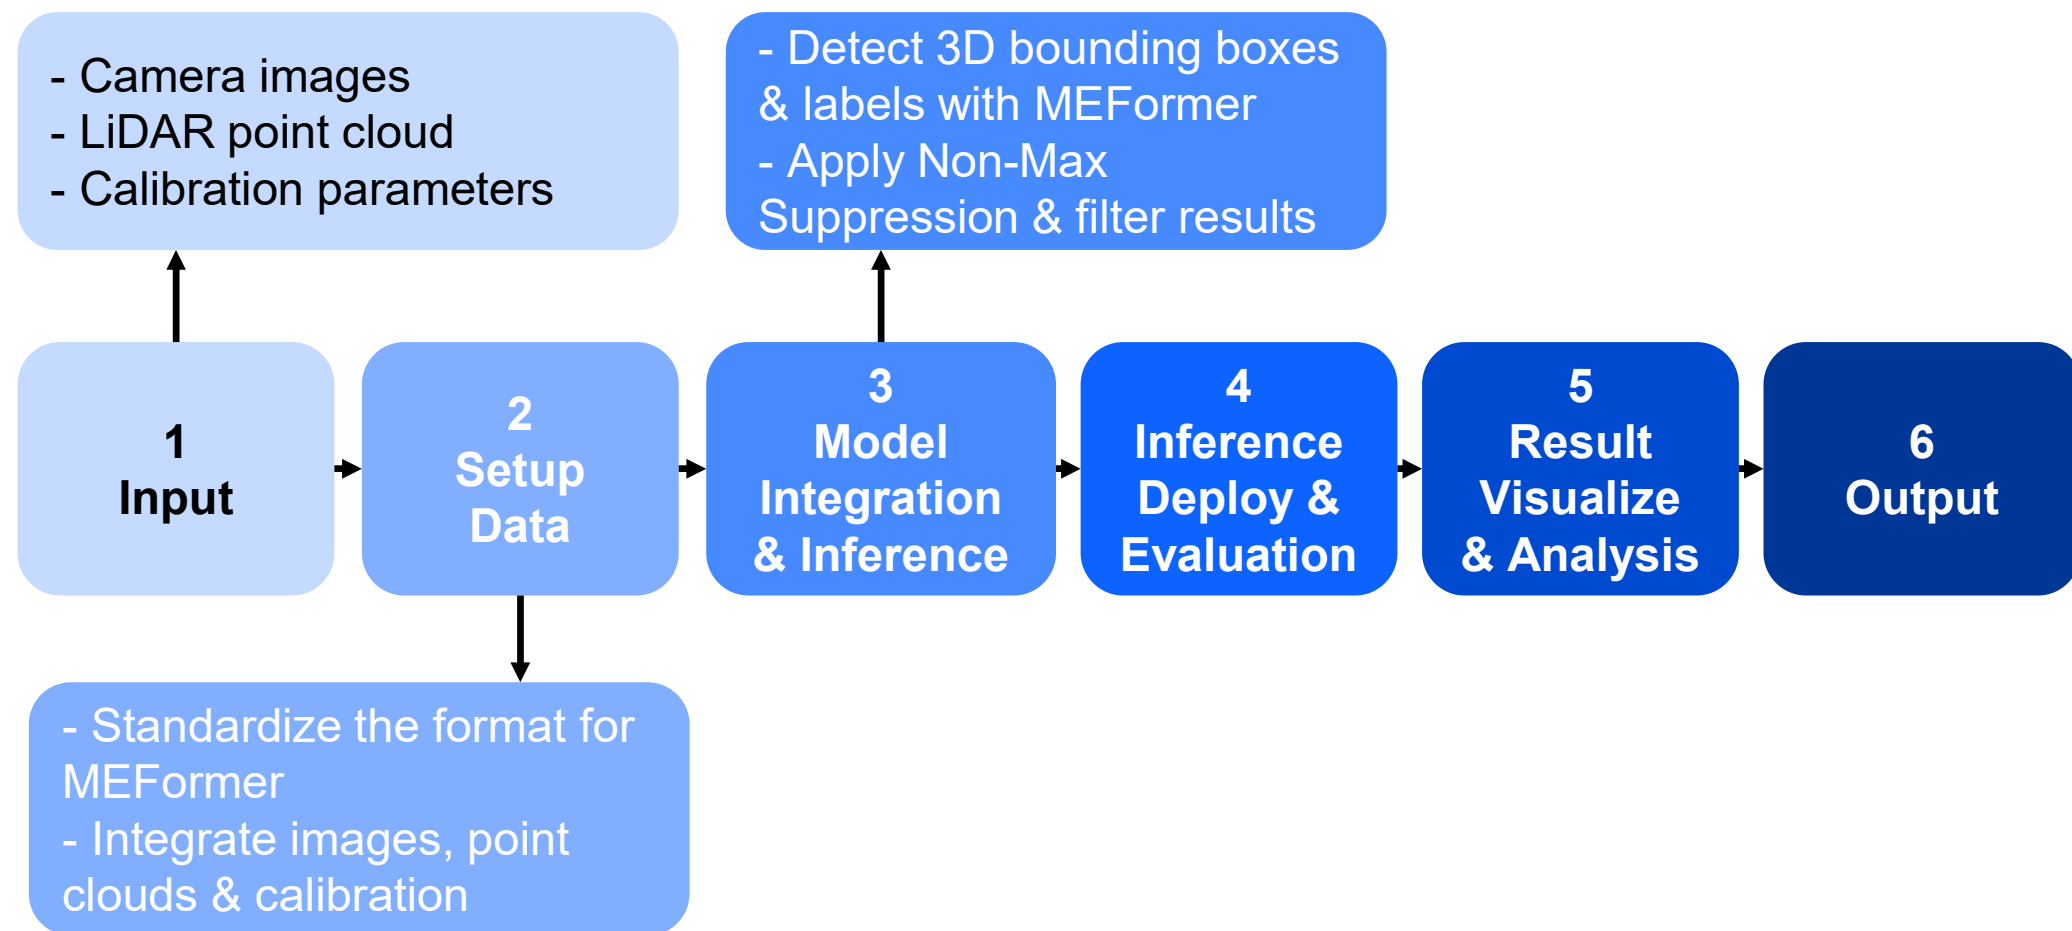 - Camera images
- LiDAR point cloud
- Calibration parameters
- Detect 3D bounding boxes
& labels with MEFormer
- Apply Non-Max
Suppression & filter results
1
Input
2
Setup
Data
3
Model
Integration
& Inference
4
Inference
Deploy &
Evaluation
5
Result
Visualize
& Analysis
6
Output
- Standardize the format for
MEFormer
- Integrate images, point
clouds & calibration